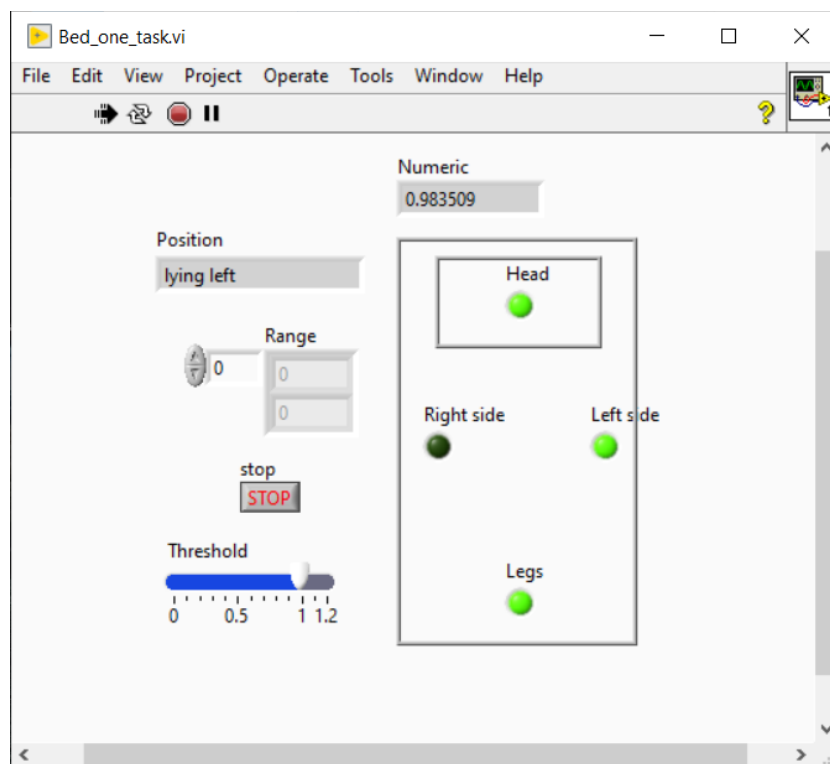 Bed_one_task.vi
File Edit View Project Operate Tools Window Help
Numeric
0.983509
Position
lying left
Head
Range
0
0
0
Right side
Left side
stop
STOP
Threshold
0 0.5 1 1.2
Legs